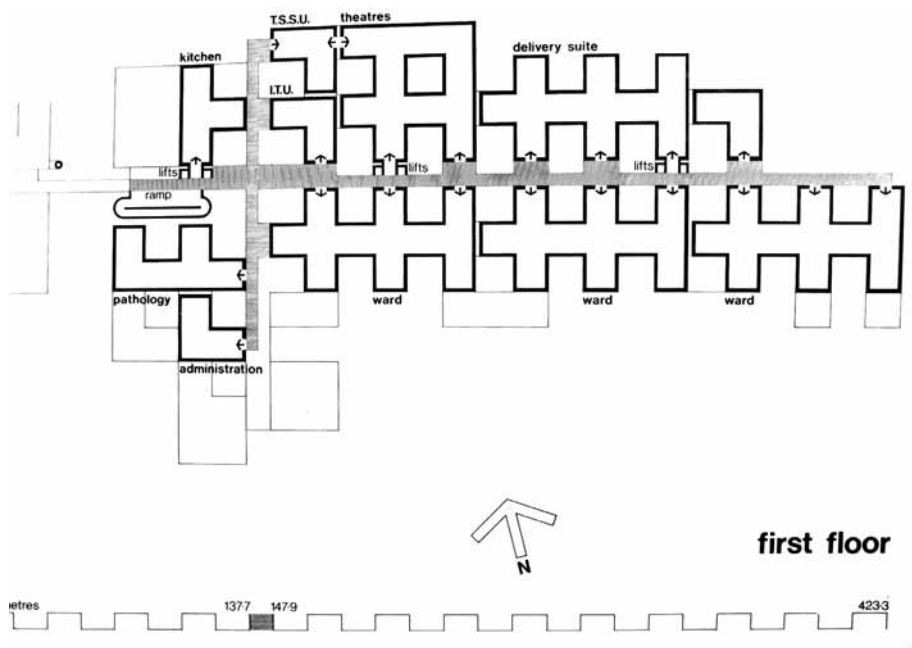 T.S.S.U. theatres
kitchen
delivery suite
I.T.U.
lifts
lifts
lifts
ramp
pathology
ward
ward
ward
administration
N
first floor
etres
137·7
147·9
423·3